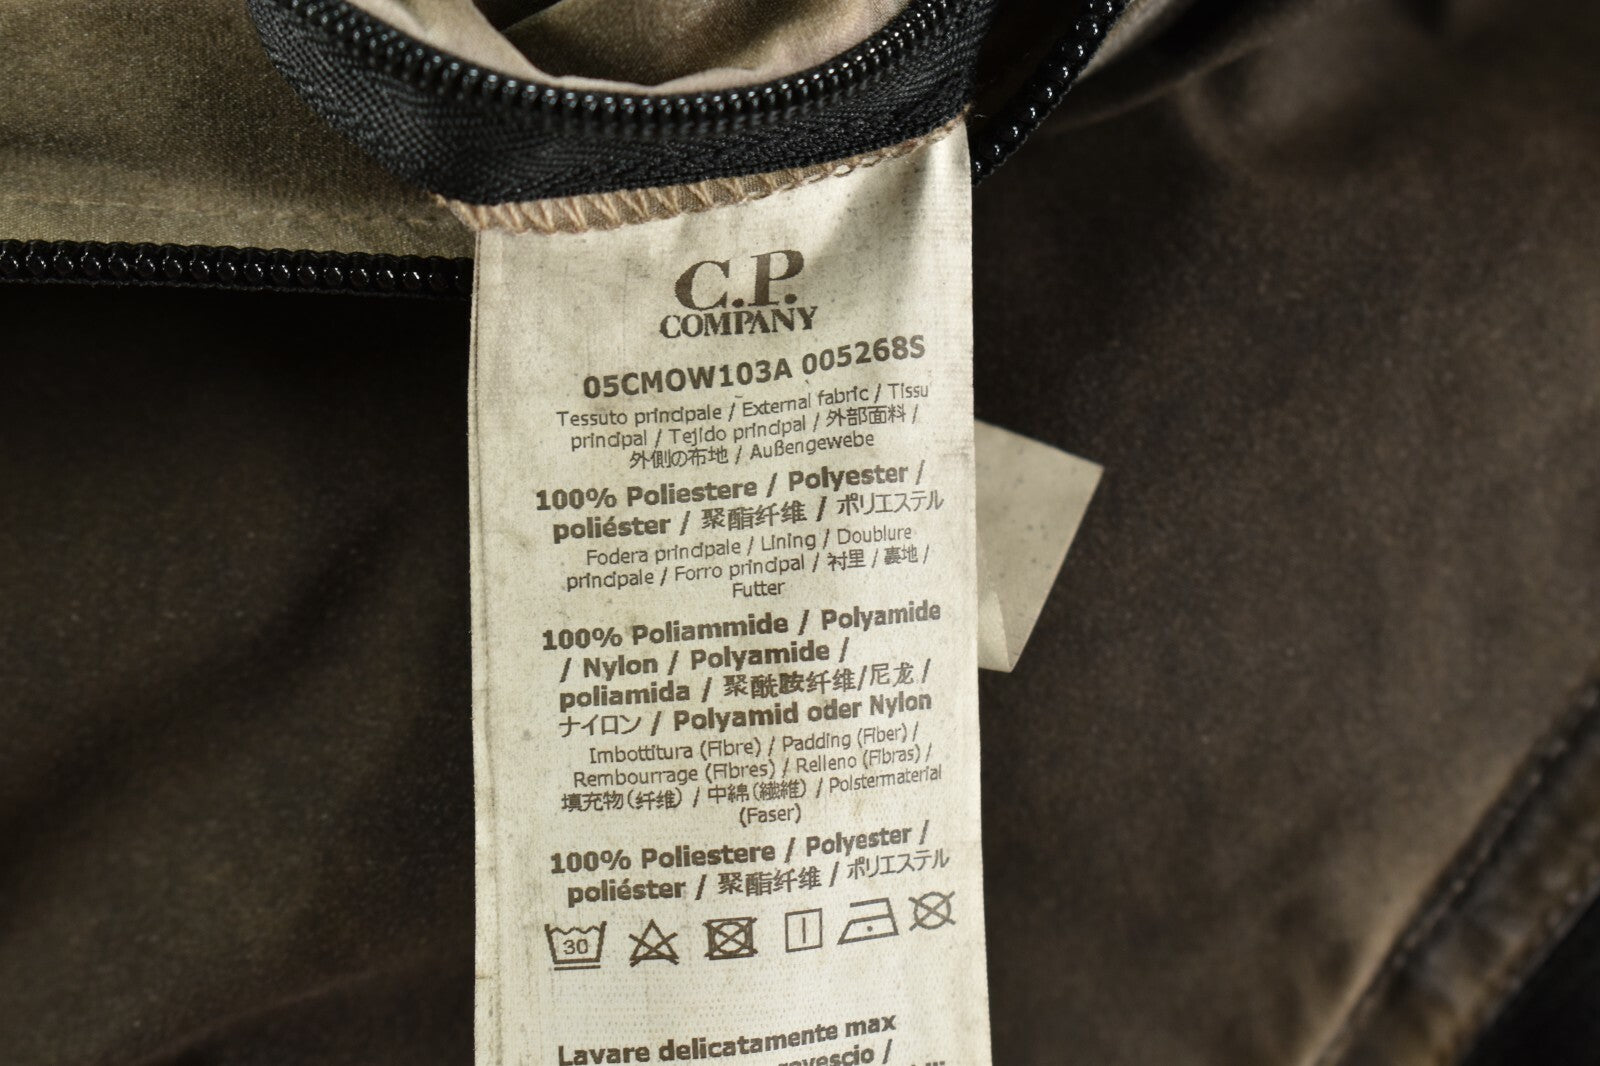 C.P.
COMPANY
05CMOW103A 005268S
Tessuto principale / External fabric / Tissu
principal / Tejido principal / 外部面料 /
外側の布地 / Außengewebe
100% Poliestere / Polyester /
poliéster / 聚酯纤维 / ポリエステル
Fodera principale / Lining / Doublure
principale / Forro principal / 衬里 / 裏地 /
Futter
100% Poliammide / Polyamide
/ Nylon / Polyamide /
poliamida / 聚酰胺纤维/尼龙 /
ナイロン / Polyamid oder Nylon
Imbottitura (Fibre) / Padding (Fiber) /
Rembourrage (Fibres) / Relleno (Fibras) /
填充物(纤维) / 中綿(繊維) / Polstermaterial
(Faser)
100% Poliestere / Polyester /
poliéster / 聚酯纤维 / ポリエステル
30
Lavare delicatamente max
rovescio /